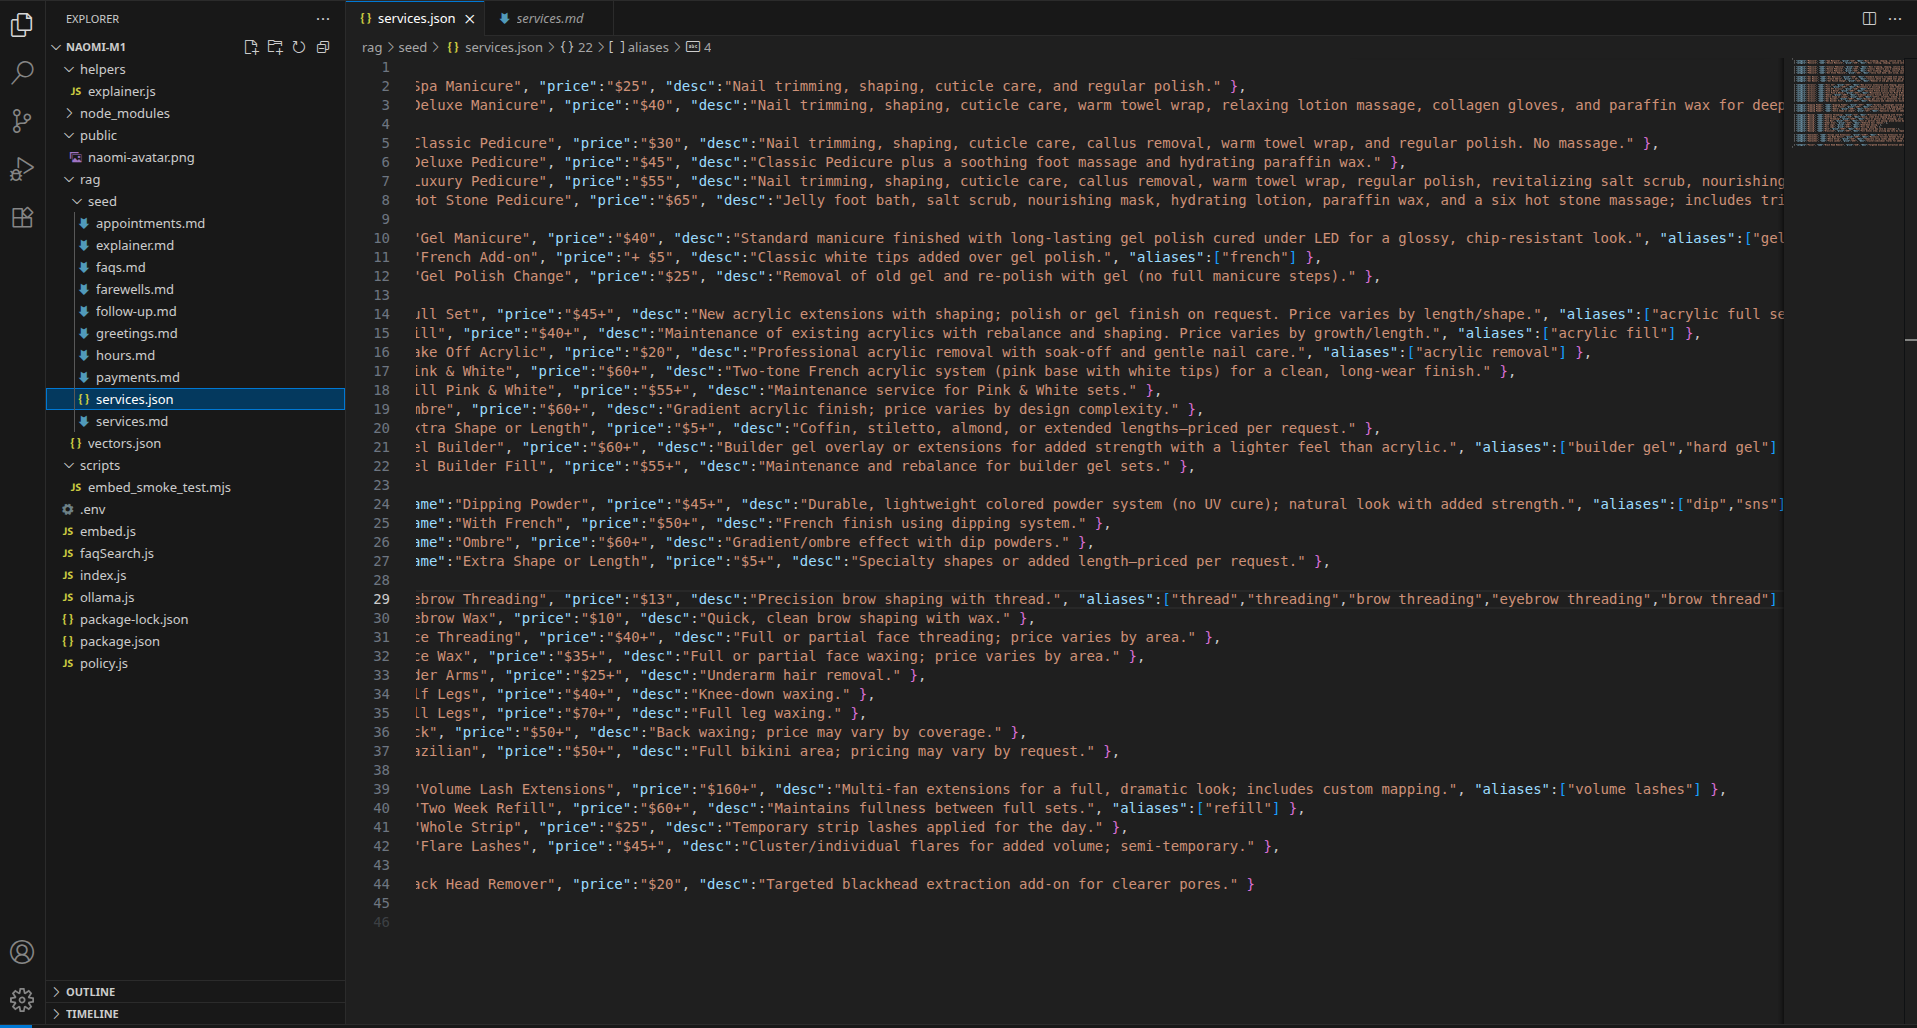 EXPLORER
NAOMI-M1
helpers
JS explainer.js
node_modules
public
naomi-avatar.png
rag
seed
appointments.md
explainer.md
faqs.md
farewells.md
follow-up.md
greetings.md
hours.md
payments.md
{} services.json
services.md
{} vectors.json
scripts
JS embed_smoke_test.mjs
.env
JS embed.js
JS faqSearch.js
JS index.js
JS ollama.js
{} package-lock.json
{} package.json
JS policy.js
OUTLINE
TIMELINE
{} services.json
services.md
rag > seed > {} services.json > {} 22 > [ ] aliases > abc 4
1
2 Spa Manicure", "price":"$25", "desc":"Nail trimming, shaping, cuticle care, and regular polish." },
3 Deluxe Manicure", "price":"$40", "desc":"Nail trimming, shaping, cuticle care, warm towel wrap, relaxing lotion massage, collagen gloves, and paraffin wax for deep
4
5 Classic Pedicure", "price":"$30", "desc":"Nail trimming, shaping, cuticle care, callus removal, warm towel wrap, and regular polish. No massage." },
6 Deluxe Pedicure", "price":"$45", "desc":"Classic Pedicure plus a soothing foot massage and hydrating paraffin wax." },
7 Luxury Pedicure", "price":"$55", "desc":"Nail trimming, shaping, cuticle care, callus removal, warm towel wrap, regular polish, revitalizing salt scrub, nourishing
8 Hot Stone Pedicure", "price":"$65", "desc":"Jelly foot bath, salt scrub, nourishing mask, hydrating lotion, paraffin wax, and a six hot stone massage; includes tri
9
10 "Gel Manicure", "price":"$40", "desc":"Standard manicure finished with long-lasting gel polish cured under LED for a glossy, chip-resistant look.", "aliases":["gel
11 "French Add-on", "price":"+ $5", "desc":"Classic white tips added over gel polish.", "aliases":["french"] },
12 "Gel Polish Change", "price":"$25", "desc":"Removal of old gel and re-polish with gel (no full manicure steps)." },
13
14 ull Set", "price":"$45+", "desc":"New acrylic extensions with shaping; polish or gel finish on request. Price varies by length/shape.", "aliases":["acrylic full se
15 ill", "price":"$40+", "desc":"Maintenance of existing acrylics with rebalance and shaping. Price varies by growth/length.", "aliases":["acrylic fill"] },
16 ake Off Acrylic", "price":"$20", "desc":"Professional acrylic removal with soak-off and gentle nail care.", "aliases":["acrylic removal"] },
17 ink & White", "price":"$60+", "desc":"Two-tone French acrylic system (pink base with white tips) for a clean, long-wear finish." },
18 ill Pink & White", "price":"$55+", "desc":"Maintenance service for Pink & White sets." },
19 mbre", "price":"$60+", "desc":"Gradient acrylic finish; price varies by design complexity." },
20 xtra Shape or Length", "price":"$5+", "desc":"Coffin, stiletto, almond, or extended lengths—priced per request." },
21 el Builder", "price":"$60+", "desc":"Builder gel overlay or extensions for added strength with a lighter feel than acrylic.", "aliases":["builder gel","hard gel"]
22 el Builder Fill", "price":"$55+", "desc":"Maintenance and rebalance for builder gel sets." },
23
24 ame":"Dipping Powder", "price":"$45+", "desc":"Durable, lightweight colored powder system (no UV cure); natural look with added strength.", "aliases":["dip","sns"]
25 ame":"With French", "price":"$50+", "desc":"French finish using dipping system." },
26 ame":"Ombre", "price":"$60+", "desc":"Gradient/ombre effect with dip powders." },
27 ame":"Extra Shape or Length", "price":"$5+", "desc":"Specialty shapes or added length—priced per request." },
28
29 ebrow Threading", "price":"$13", "desc":"Precision brow shaping with thread.", "aliases":["thread","threading","brow threading","eyebrow threading","brow thread"]
30 ebrow Wax", "price":"$10", "desc":"Quick, clean brow shaping with wax." },
31 ce Threading", "price":"$40+", "desc":"Full or partial face threading; price varies by area." },
32 ce Wax", "price":"$35+", "desc":"Full or partial face waxing; price varies by area." },
33 der Arms", "price":"$25+", "desc":"Underarm hair removal." },
34 lf Legs", "price":"$40+", "desc":"Knee-down waxing." },
35 ll Legs", "price":"$70+", "desc":"Full leg waxing." },
36 ck", "price":"$50+", "desc":"Back waxing; price may vary by coverage." },
37 azilian", "price":"$50+", "desc":"Full bikini area; pricing may vary by request." },
38
39 "Volume Lash Extensions", "price":"$160+", "desc":"Multi-fan extensions for a full, dramatic look; includes custom mapping.", "aliases":["volume lashes"] },
40 "Two Week Refill", "price":"$60+", "desc":"Maintains fullness between full sets.", "aliases":["refill"] },
41 "Whole Strip", "price":"$25", "desc":"Temporary strip lashes applied for the day." },
42 "Flare Lashes", "price":"$45+", "desc":"Cluster/individual flares for added volume; semi-temporary." },
43
44 ack Head Remover", "price":"$20", "desc":"Targeted blackhead extraction add-on for clearer pores." }
45
46